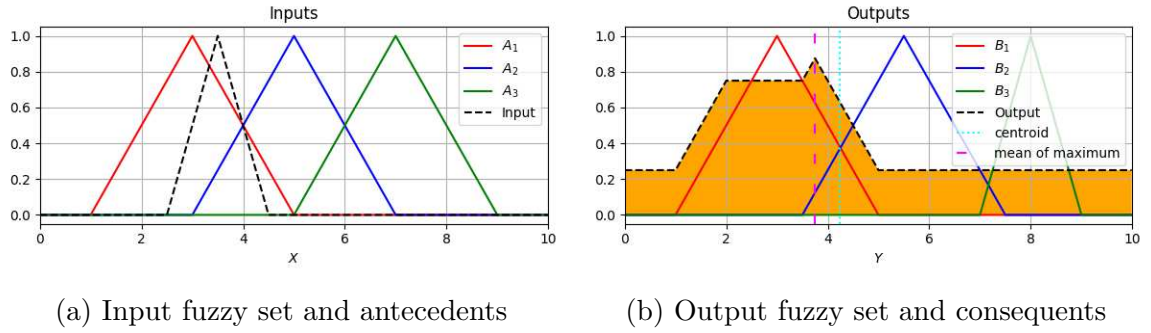 Inputs
1.0
0.8
0.6
0.4
0.2
0.0
0
2
4
6
8
10
X
A₁
A₂
A₃
Input
Outputs
1.0
0.8
0.6
0.4
0.2
0.0
0
2
4
6
8
10
Y
B₁
B₂
B₃
Output
centroid
mean of maximum
(a) Input fuzzy set and antecedents
(b) Output fuzzy set and consequents